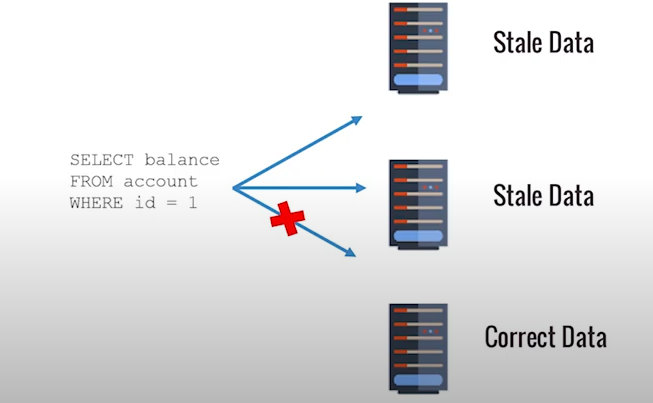 Stale Data
SELECT balance
FROM account
WHERE id = 1
Stale Data
Correct Data